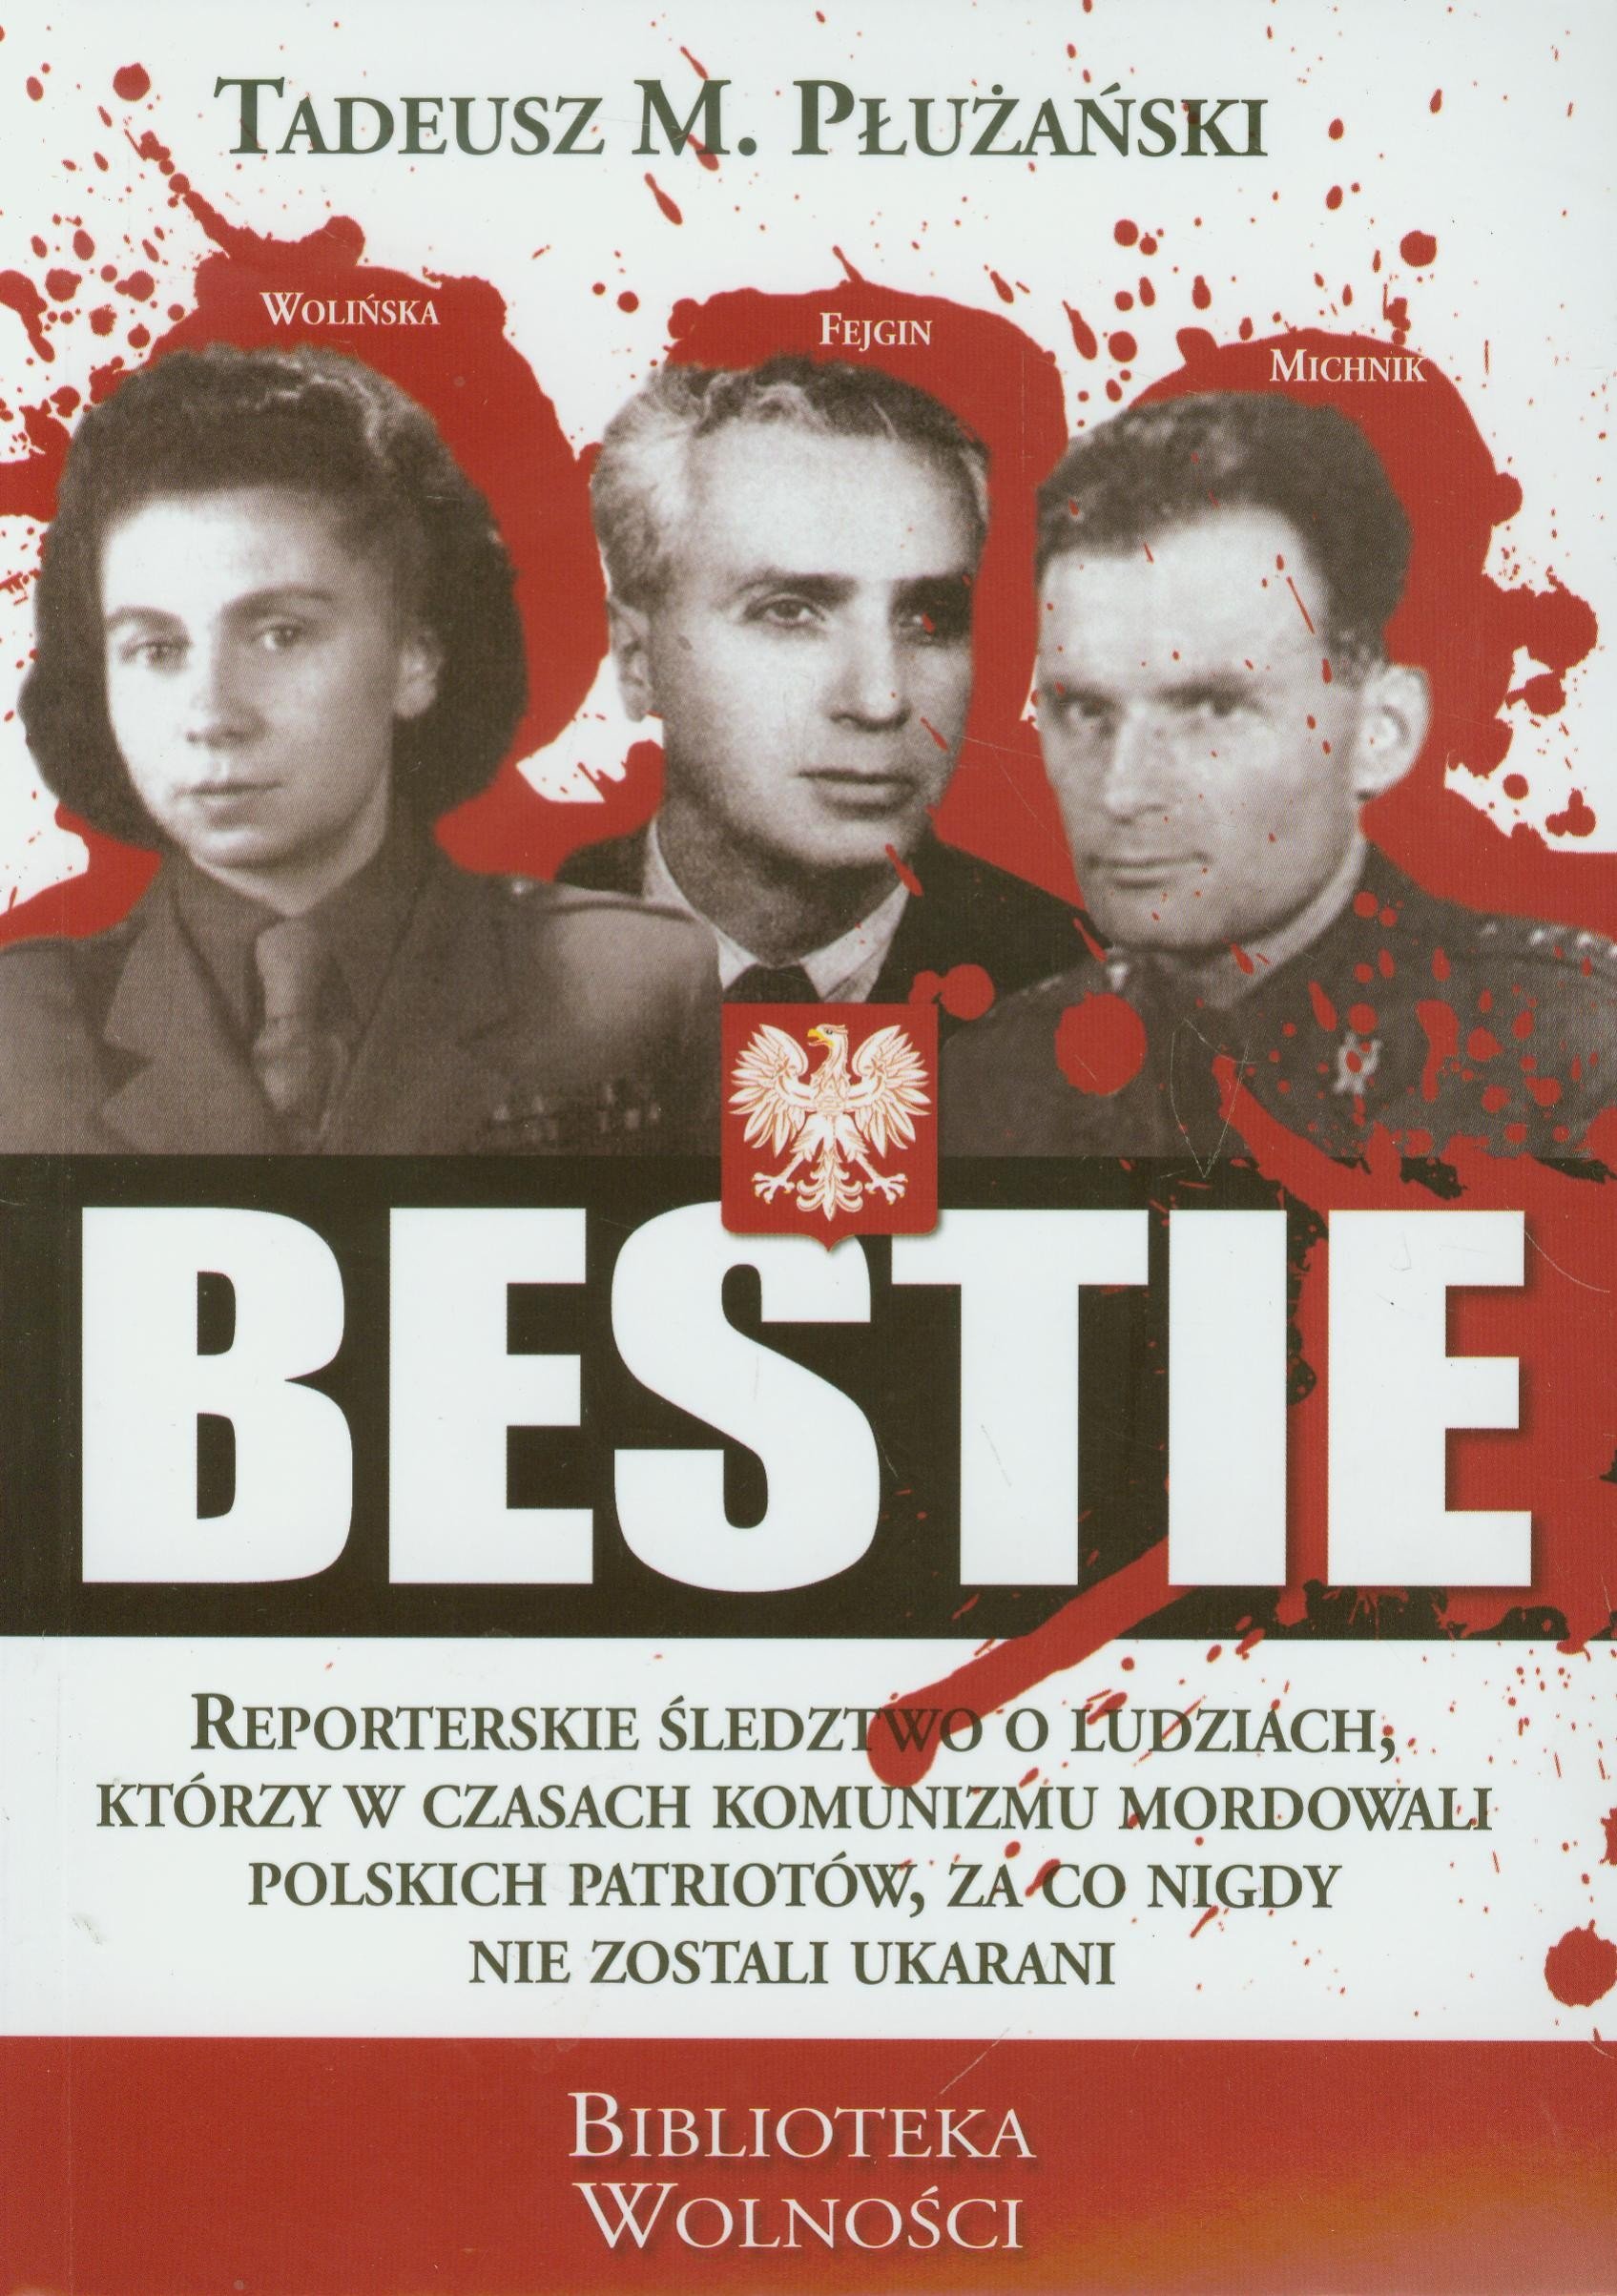 Tadeusz M. Płużański
Wolińska
Fejgin
Michnik
BESTIE
Reporterskie śledztwo o ludziach,
którzy w czasach komunizmu mordowali
polskich patriotów, za co nigdy
nie zostali ukarani
Biblioteka
Wolności